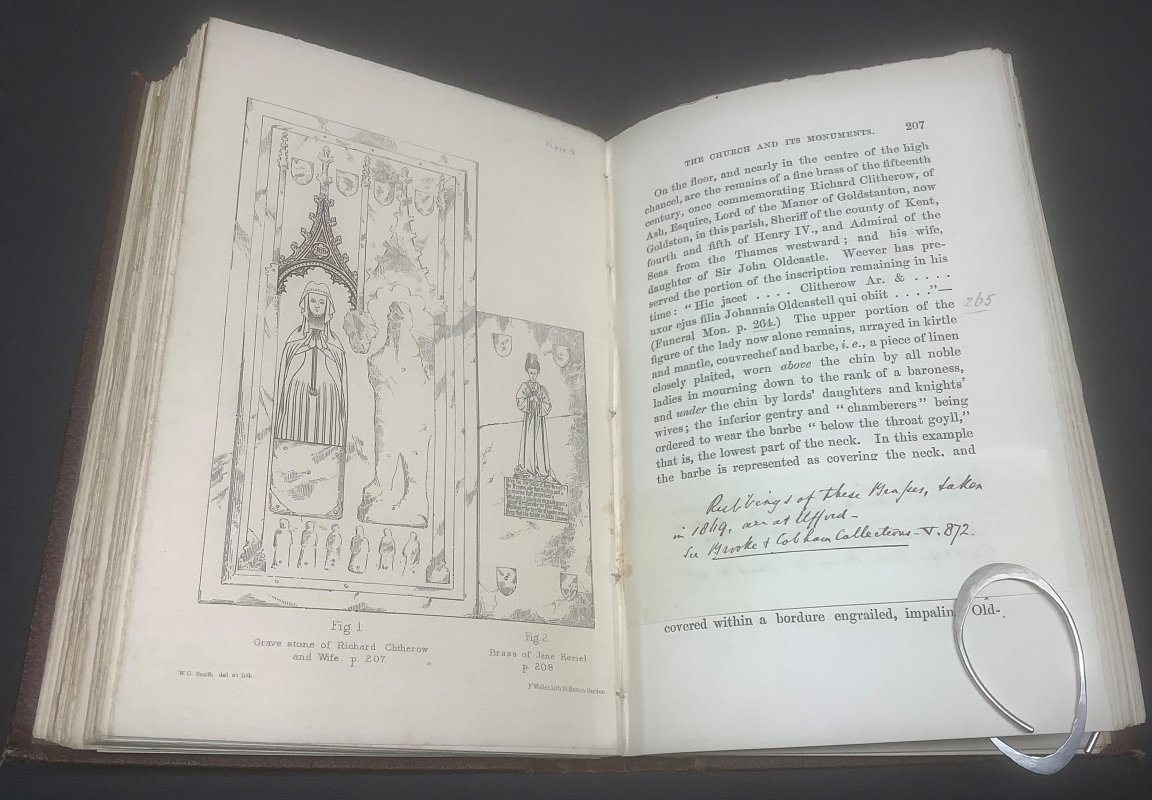 PLATE 9
Fig 1
Grave stone of Richard Clitherow
and Wife. p. 207.
Fig 2
Brass of Jane Keriel
p. 208
W. G. Smith del et lith.
THE CHURCH AND ITS MONUMENTS. 207
On the floor, and nearly in the centre of the high
chancel, are the remains of a fine brass of the fifteenth
century, once commemorating Richard Clitherow, of
Ash, Esquire, Lord of the Manor of Goldstanton, now
Goldston, in this parish, Sheriff of the county of Kent,
fourth and fifth of Henry IV., and Admiral of the
Seas from the Thames westward; and his wife,
daughter of Sir John Oldcastle. Weever has pre-
served the portion of the inscription remaining in his
time: "Hic jacet .... Clitherow Ar. & ....
uxor ejus filia Johannis Oldcastell qui obiit ...."—
(Funeral Mon. p. 264.) The upper portion of the 265
figure of the lady now alone remains, arrayed in kirtle
and mantle, couvrechef and barbe, i.e., a piece of linen
closely plaited, worn above the chin by all noble
ladies in mourning down to the rank of a baroness,
and under the chin by lords' daughters and knights'
wives; the inferior gentry and "chamberers" being
ordered to wear the barbe "below the throat goyll,"
that is, the lowest part of the neck. In this example
the barbe is represented as covering the neck, and
Rubbings of these Brasses, taken
in 1869, are at Ufford—
See Brooke & Cobham Collections - V. 872.
covered within a bordure engrailed, impaling Old-